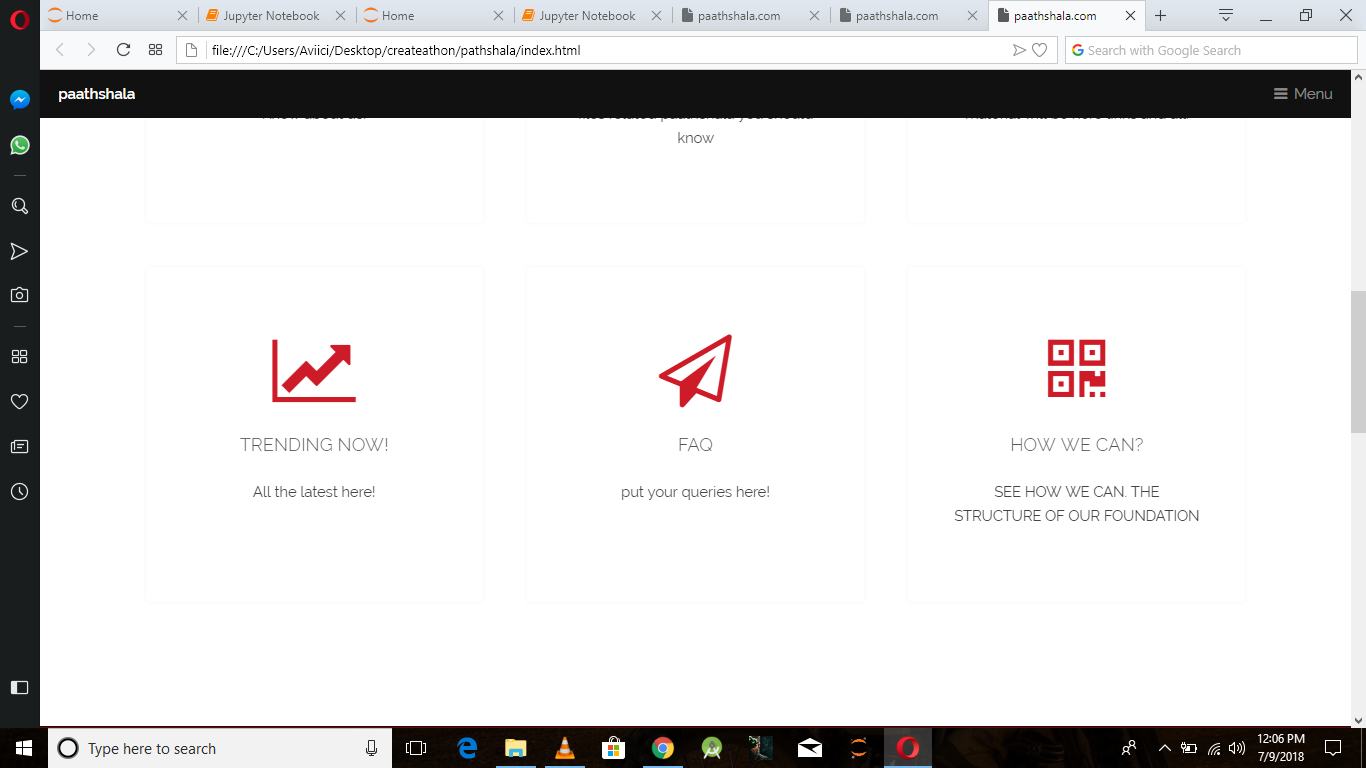 Home
Jupyter Notebook
Home
Jupyter Notebook
paathshala.com
paathshala.com
paathshala.com
file:///C:/Users/Aviici/Desktop/createathon/pathshala/index.html
Search with Google Search
paathshala
Menu
know
TRENDING NOW!
FAQ
HOW WE CAN?
All the latest here!
put your queries here!
SEE HOW WE CAN. THE
STRUCTURE OF OUR FOUNDATION
Type here to search
12:06 PM
7/9/2018